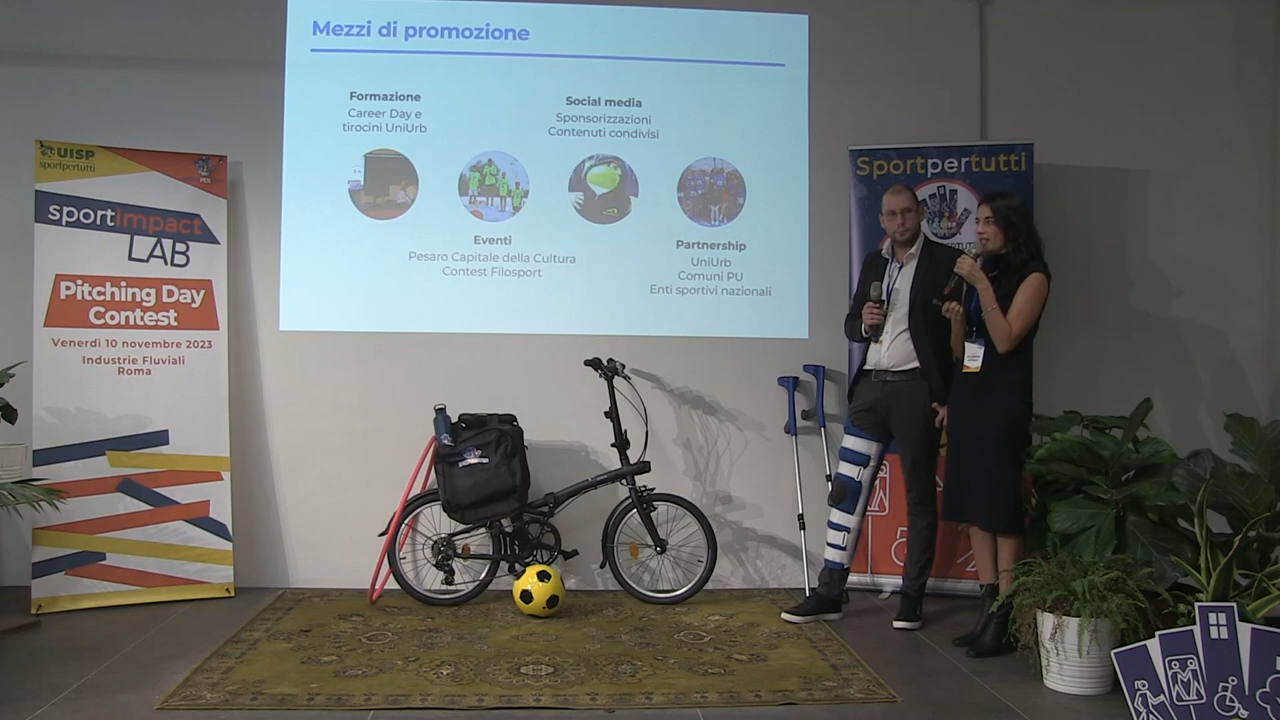 UISP
sportpertutti
sportimpact
LAB
Pitching Day
Contest
Venerdì 10 novembre 2023
Industrie Fluviali
Roma
Mezzi di promozione
Formazione
Career Day e
tirocini UniUrb
Social media
Sponsorizzazioni
Contenuti condivisi
Eventi
Pesaro Capitale della Cultura
Contest Filosport
Partnership
UniUrb
Comuni PU
Enti sportivi nazionali
Sportpertutti